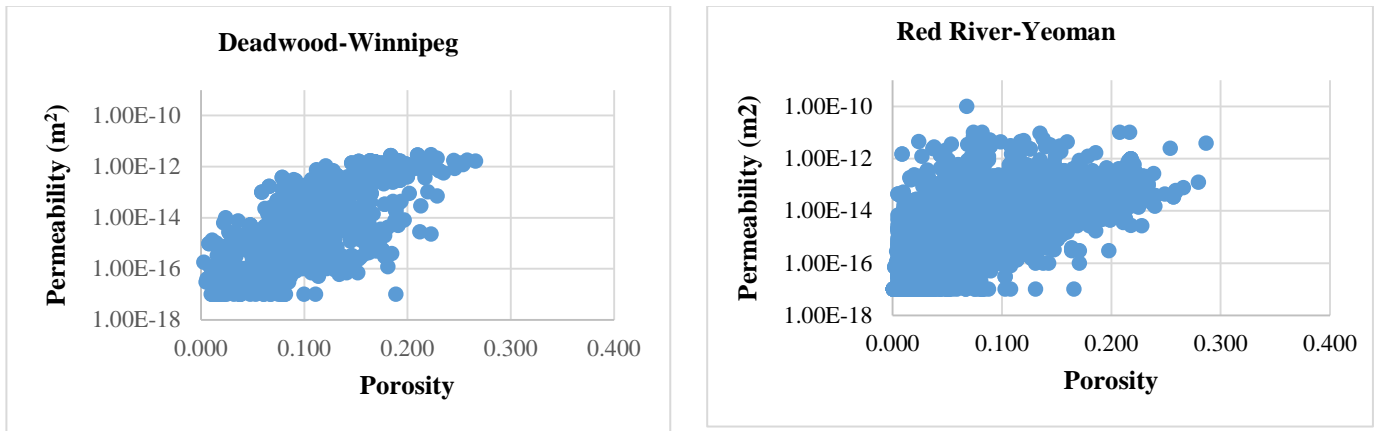 Deadwood-Winnipeg
Permeability (m²)
1.00E-10
1.00E-12
1.00E-14
1.00E-16
1.00E-18
0.000 0.100 0.200 0.300 0.400
Porosity
Red River-Yeoman
Permeability (m2)
1.00E-10
1.00E-12
1.00E-14
1.00E-16
1.00E-18
0.000 0.100 0.200 0.300 0.400
Porosity